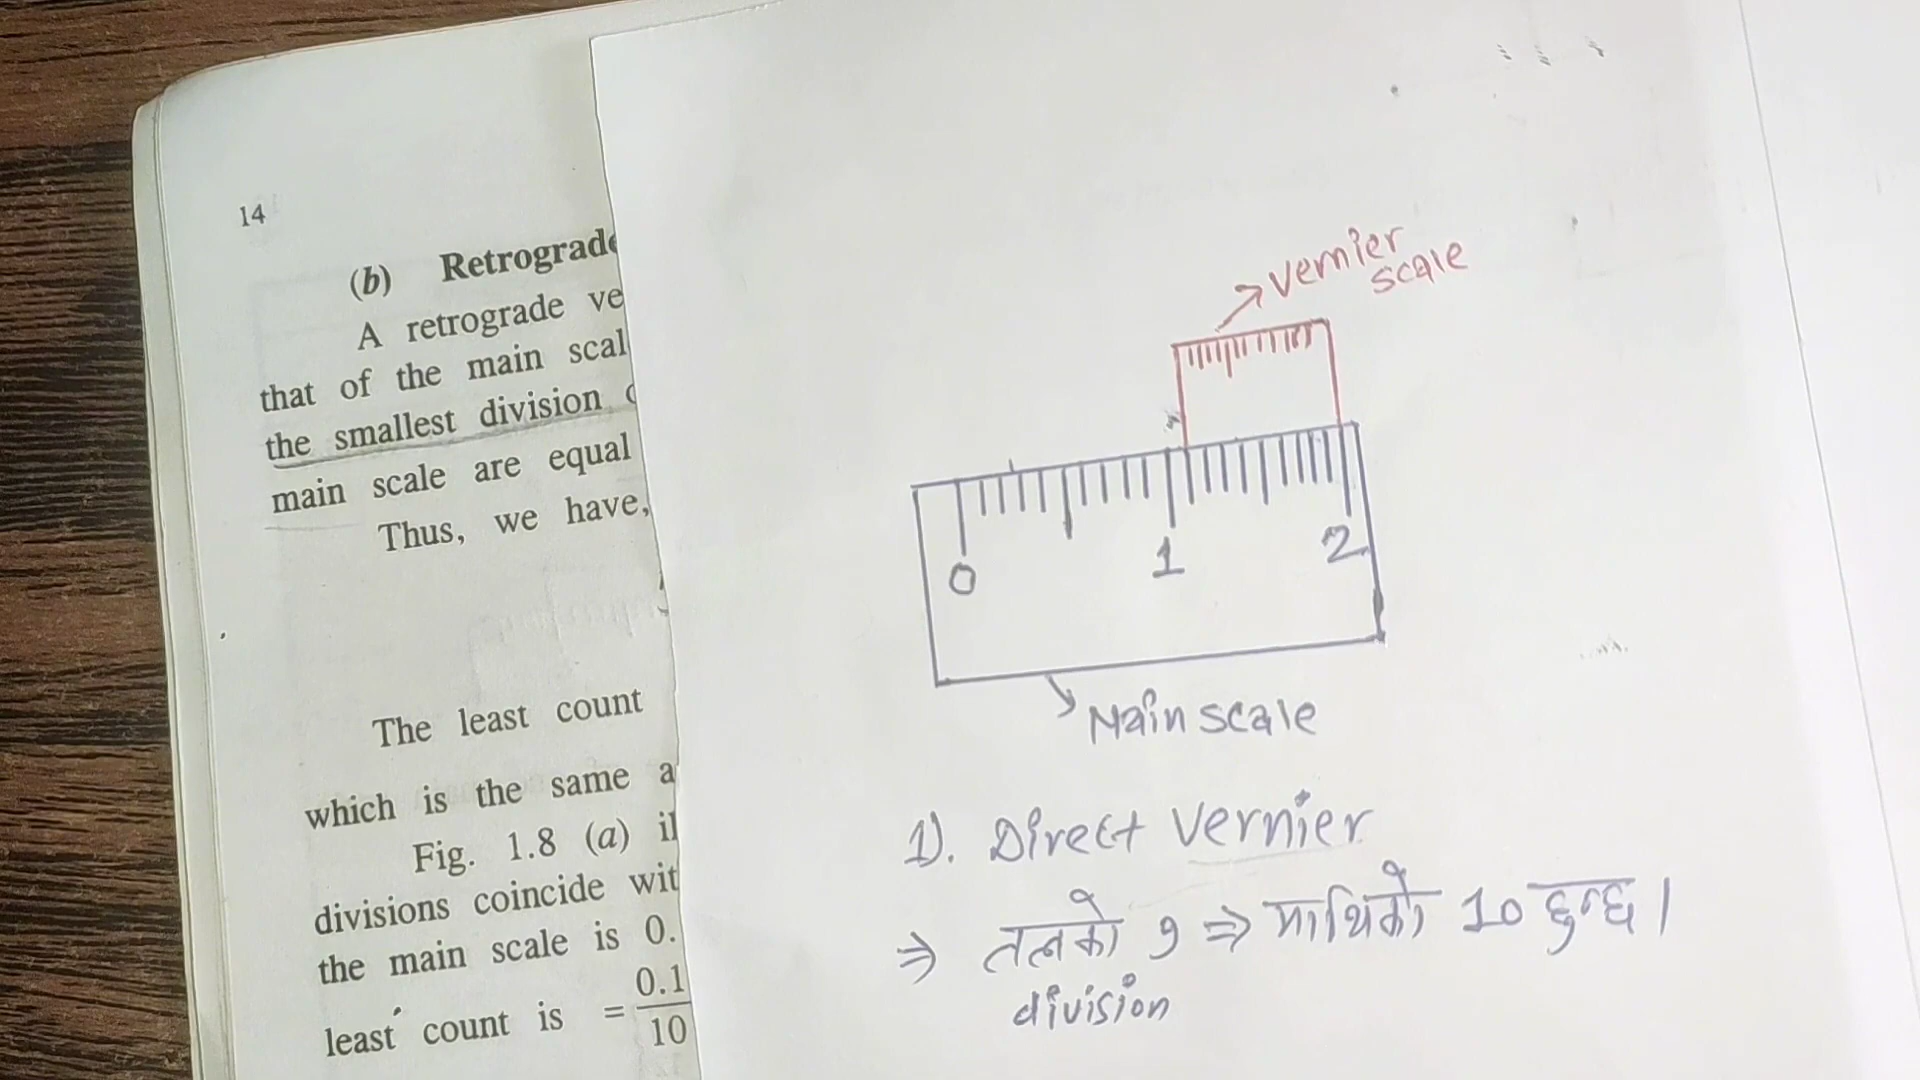 14
(b) Retrograde
A retrograde ve
that of the main scal
the smallest division
main scale are equal
Thus, we have,
The least count
which is the same a
Fig. 1.8 (a) il
divisions coincide wit
the main scale is 0.
least count is = 0.1
10
vernier
scale
0 1 2
Main scale
1). Direct vernier
⇒ तलको 9 ⇒ माथिको 10 हुन्छ।
division